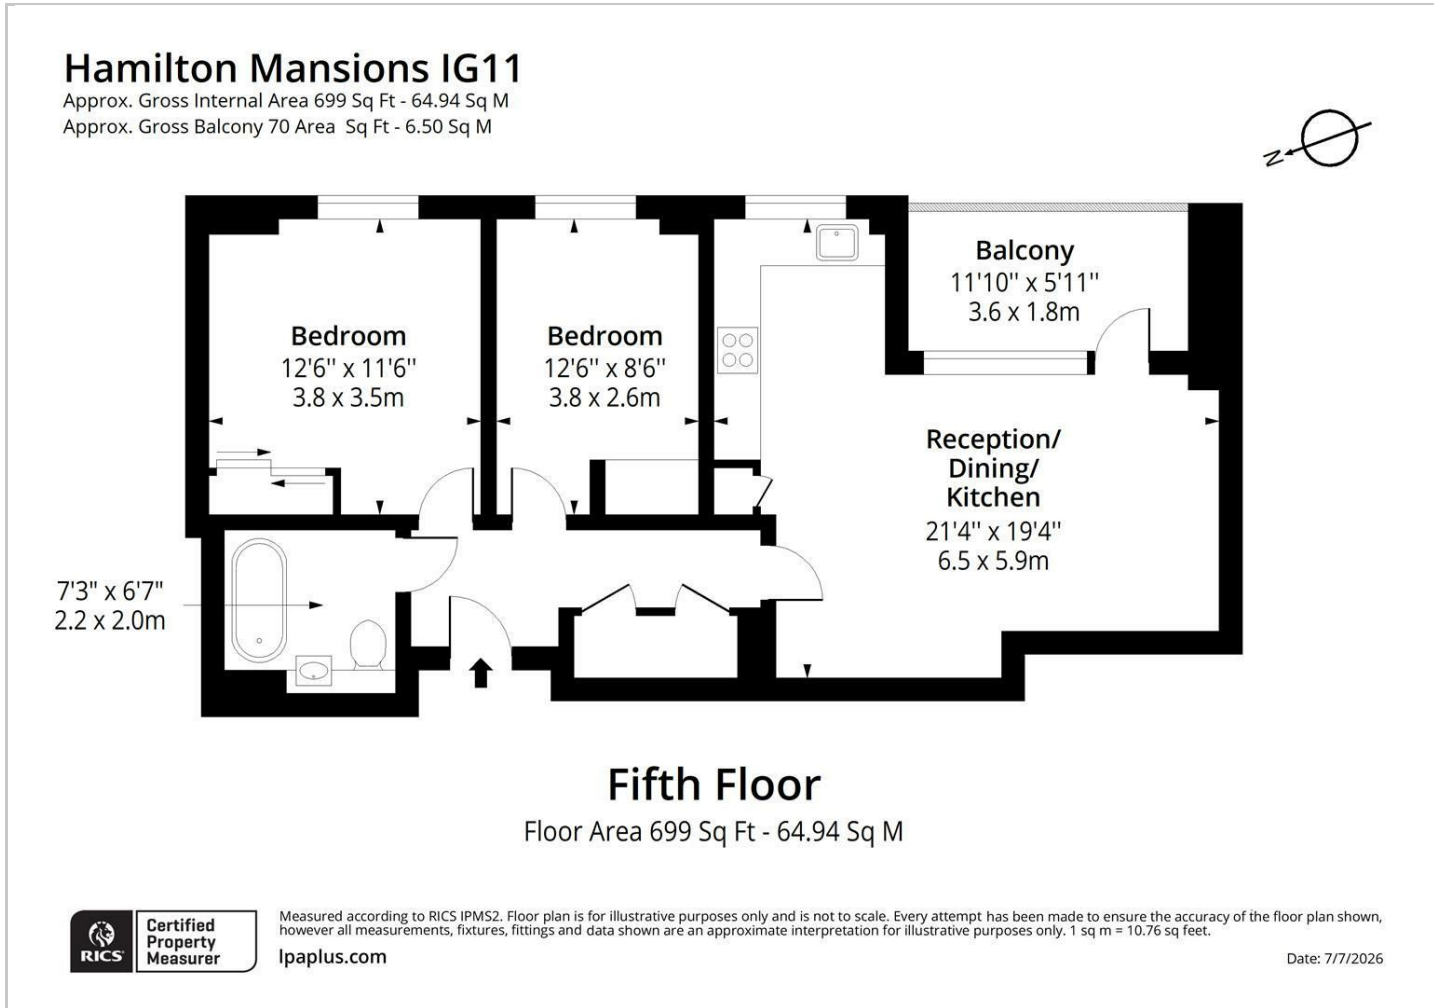 Hamilton Mansions IG11
Approx. Gross Internal Area 699 Sq Ft - 64.94 Sq M
Approx. Gross Balcony 70 Area  Sq Ft - 6.50 Sq M
N
Balcony
11'10'' x 5'11''
3.6 x 1.8m
Bedroom
12'6'' x 11'6''
3.8 x 3.5m
Bedroom
12'6'' x 8'6''
3.8 x 2.6m
Reception/
Dining/
Kitchen
21'4'' x 19'4''
6.5 x 5.9m
7'3" x 6'7"
2.2 x 2.0m
Fifth Floor
Floor Area 699 Sq Ft - 64.94 Sq M
RICS
Certified
Property
Measurer
Measured according to RICS IPMS2. Floor plan is for illustrative purposes only and is not to scale. Every attempt has been made to ensure the accuracy of the floor plan shown,
however all measurements, fixtures, fittings and data shown are an approximate interpretation for illustrative purposes only. 1 sq m = 10.76 sq feet.
lpaplus.com
Date: 7/7/2026